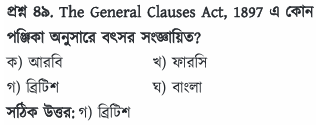 প্রশ্ন ৪৯. The General Clauses Act, 1897 এ কোন
পঞ্জিকা অনুসারে বৎসর সংজ্ঞায়িত?
ক) আরবি খ) ফারসি
গ) ব্রিটিশ ঘ) বাংলা
সঠিক উত্তর: গ) ব্রিটিশ